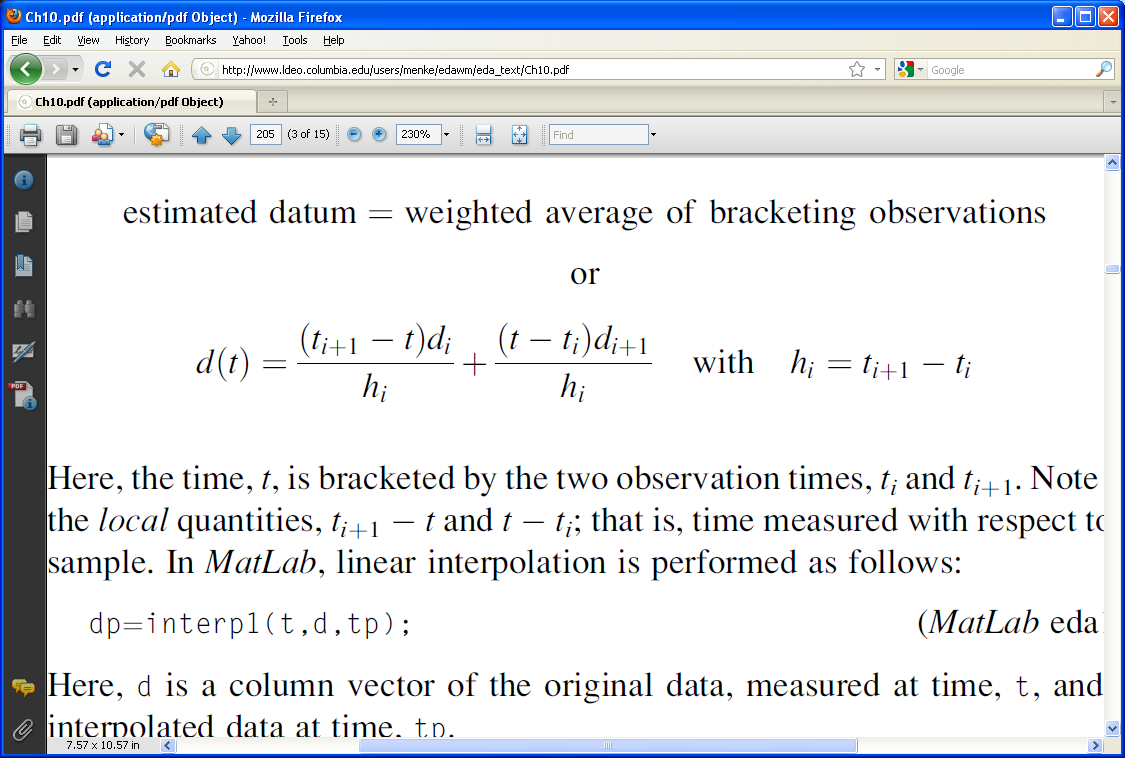 Ch10.pdf (application/pdf Object) - Mozilla Firefox
File Edit View History Bookmarks Yahoo! Tools Help
http://www.ldeo.columbia.edu/users/menke/edawm/eda_text/Ch10.pdf Google
Ch10.pdf (application/pdf Object)
205 (3 of 15) 230% Find
estimated datum = weighted average of bracketing observations
or
d(t) = (t_{i+1} − t)d_i / h_i + (t − t_i)d_{i+1} / h_i with h_i = t_{i+1} − t_i
Here, the time, t, is bracketed by the two observation times, t_i and t_{i+1}. Note
the local quantities, t_{i+1} − t and t − t_i; that is, time measured with respect to
sample. In MatLab, linear interpolation is performed as follows:
dp=interp1(t,d,tp); (MatLab eda
Here, d is a column vector of the original data, measured at time, t, and
interpolated data at time, tp.
PDF
7.57 x 10.57 in